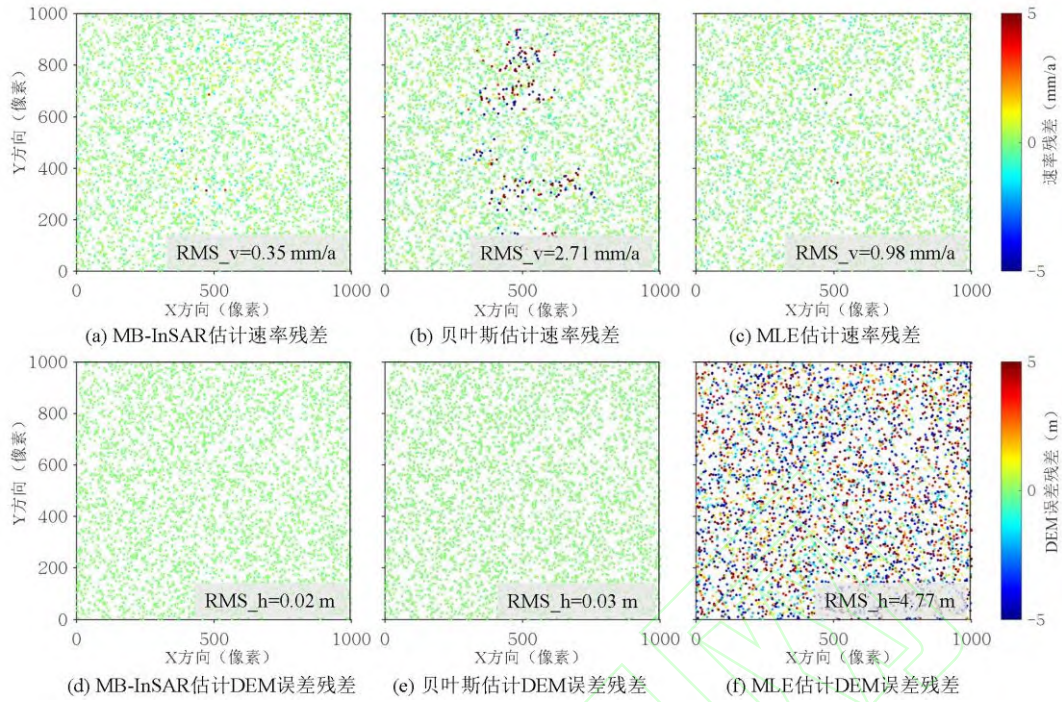 1000
800
600
400
200
0
Y方向（像素）
0
500
1000
X方向（像素）
RMS_v=0.35 mm/a
(a) MB-InSAR估计速率残差
0
500
1000
X方向（像素）
RMS_v=2.71 mm/a
(b) 贝叶斯估计速率残差
0
500
1000
X方向（像素）
RMS_v=0.98 mm/a
(c) MLE估计速率残差
5
0
-5
速率残差（mm/a）
1000
800
600
400
200
0
Y方向（像素）
0
500
1000
X方向（像素）
RMS_h=0.02 m
(d) MB-InSAR估计DEM误差残差
0
500
1000
X方向（像素）
RMS_h=0.03 m
(e) 贝叶斯估计DEM误差残差
0
500
1000
X方向（像素）
RMS_h=4.77 m
(f) MLE估计DEM误差残差
5
0
-5
DEM误差残差（m）